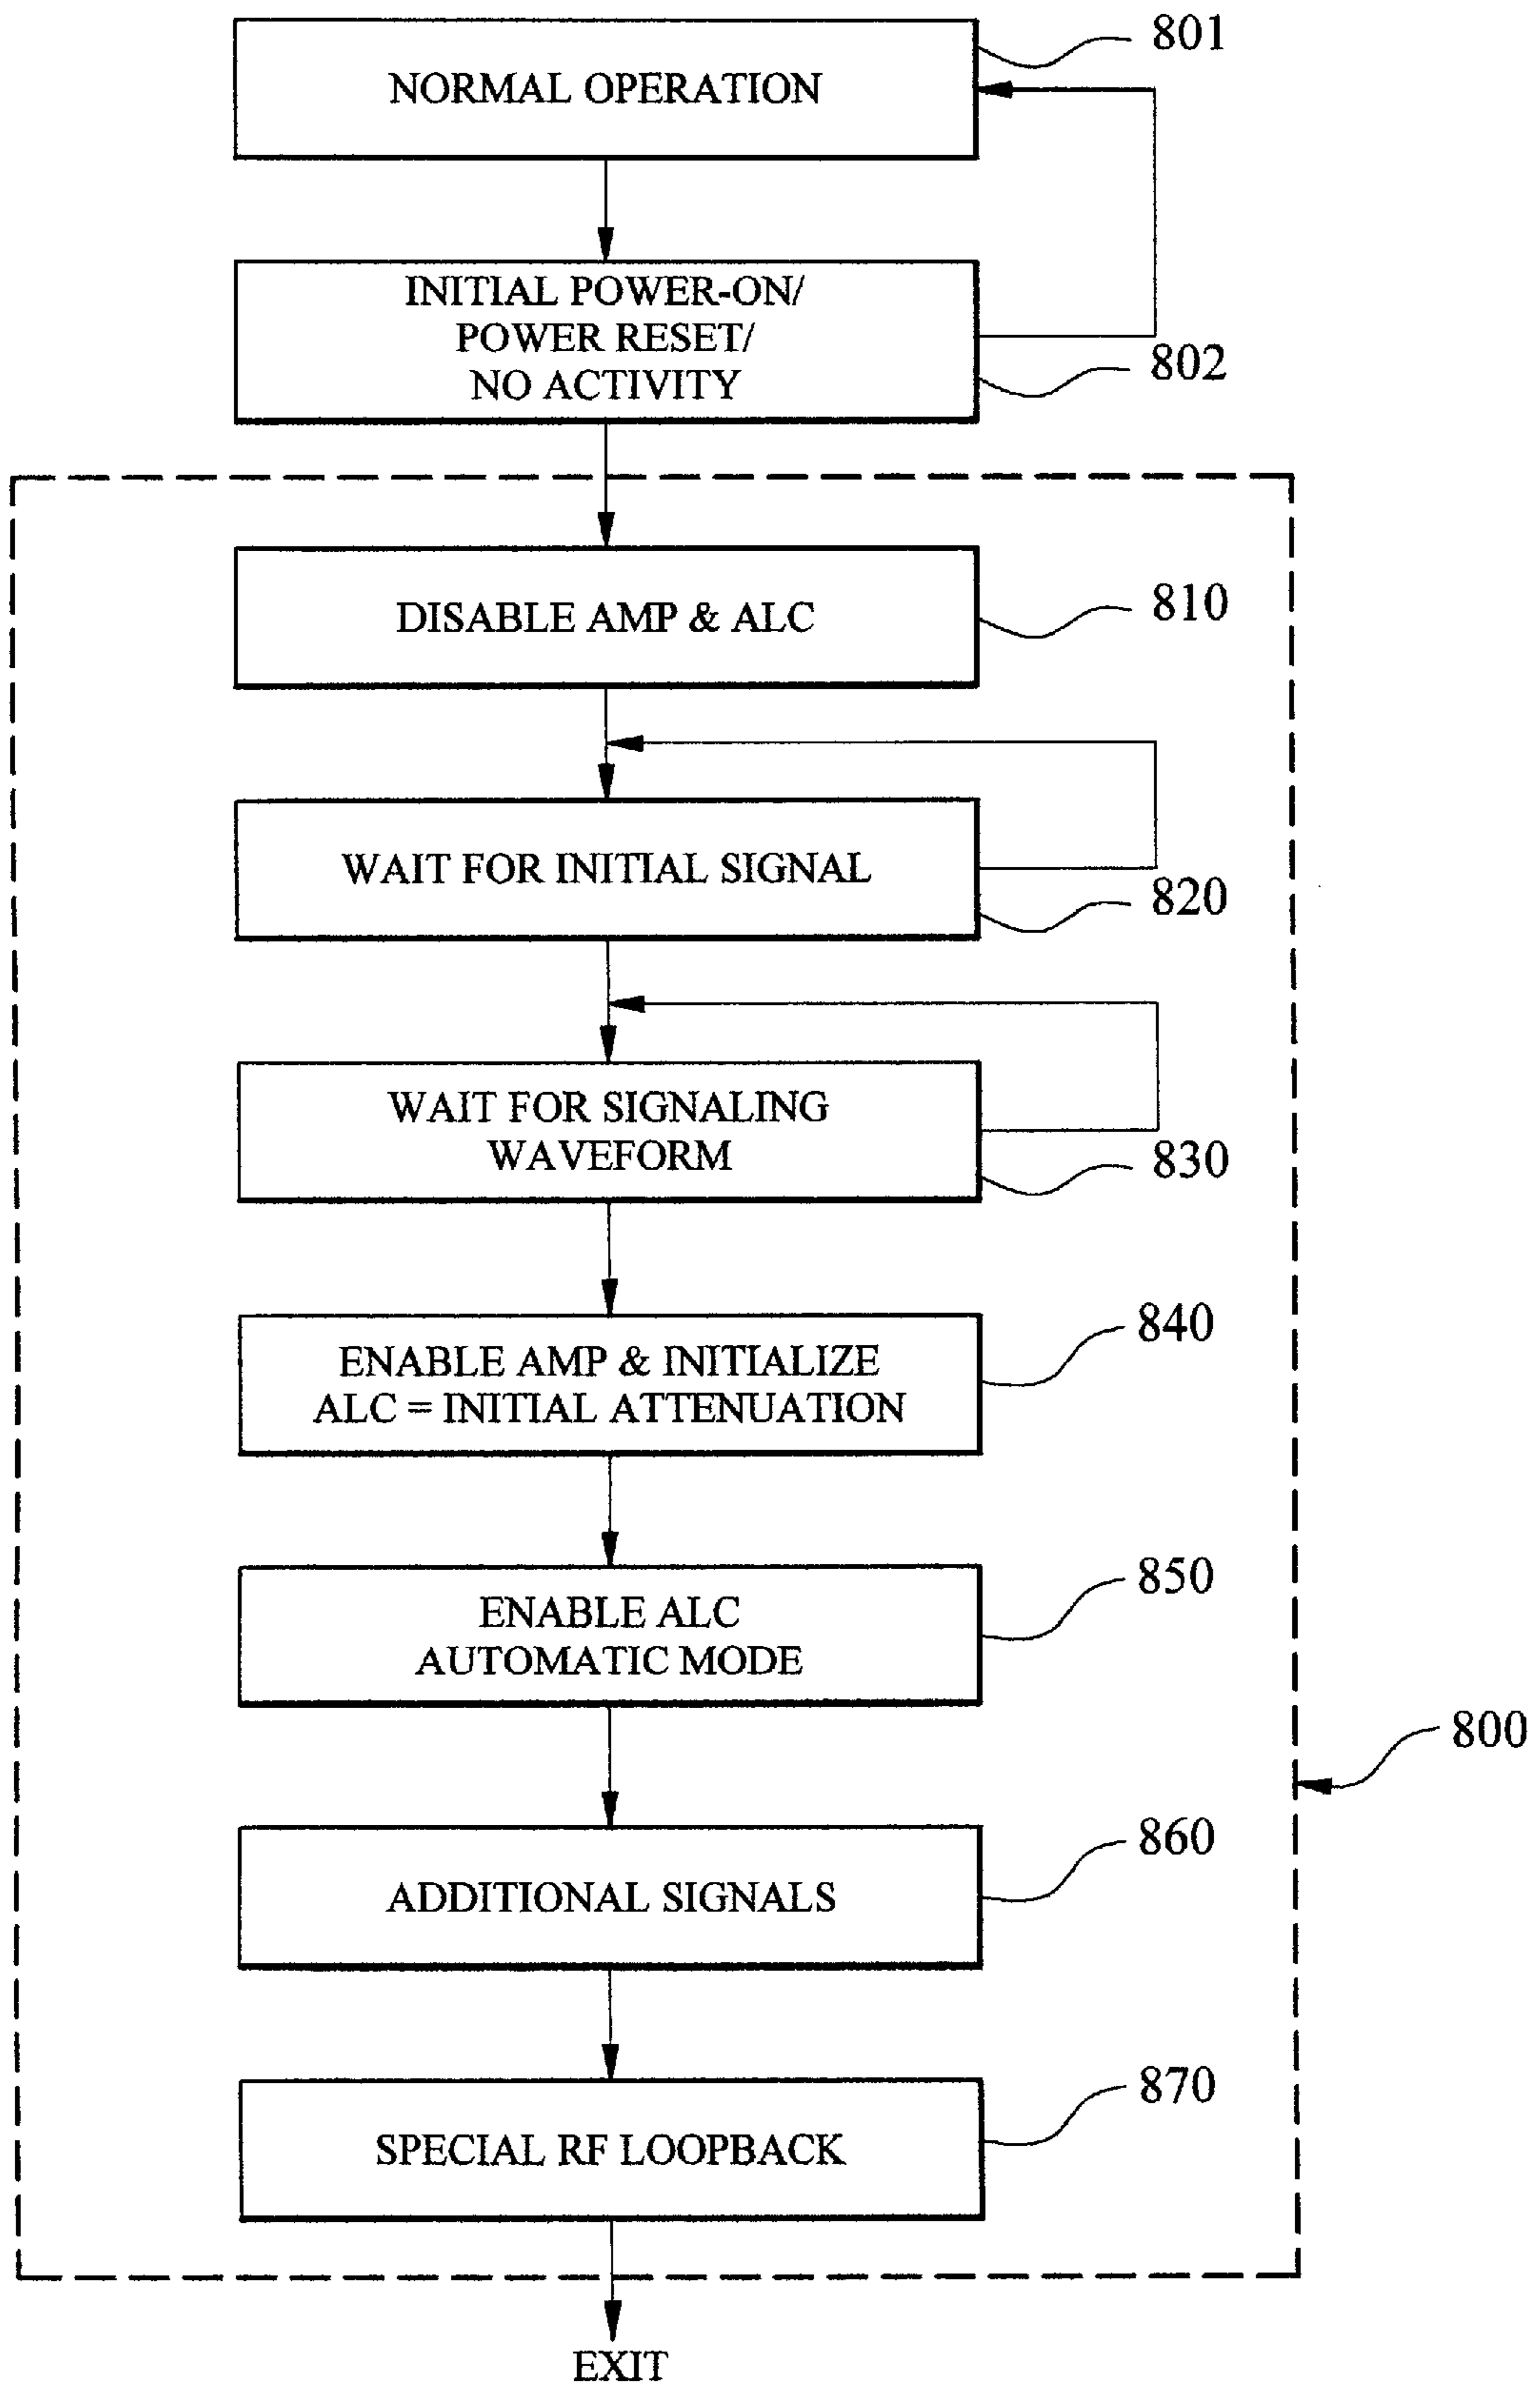 801
NORMAL OPERATION
INITIAL POWER-ON/
POWER RESET/
NO ACTIVITY
802
DISABLE AMP & ALC
810
WAIT FOR INITIAL SIGNAL
820
WAIT FOR SIGNALING
WAVEFORM
830
840
ENABLE AMP & INITIALIZE
ALC = INITIAL ATTENUATION
850
ENABLE ALC
AUTOMATIC MODE
800
860
ADDITIONAL SIGNALS
870
SPECIAL RF LOOPBACK
EXIT